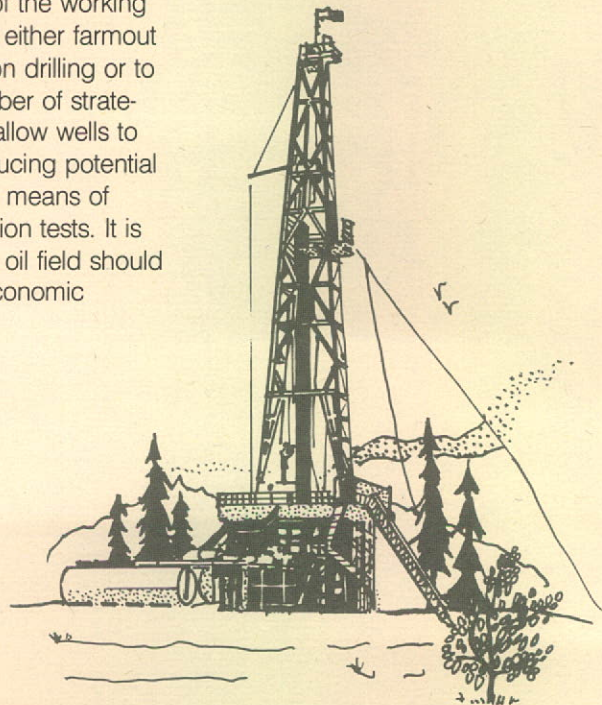 of the working
either farmout
on drilling or to
ber of strate-
allow wells to
ucing potential
means of
ion tests. It is
oil field should
conomic